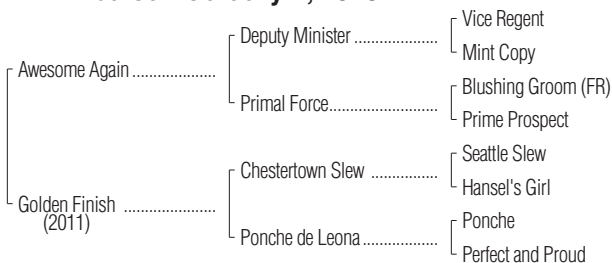 Awesome Again ....................
Golden Finish ......................
(2011)
Deputy Minister ....................
Primal Force..........................
Chestertown Slew ................
Ponche de Leona..................
Vice Regent
Mint Copy
Blushing Groom (FR)
Prime Prospect
Seattle Slew
Hansel's Girl
Ponche
Perfect and Proud